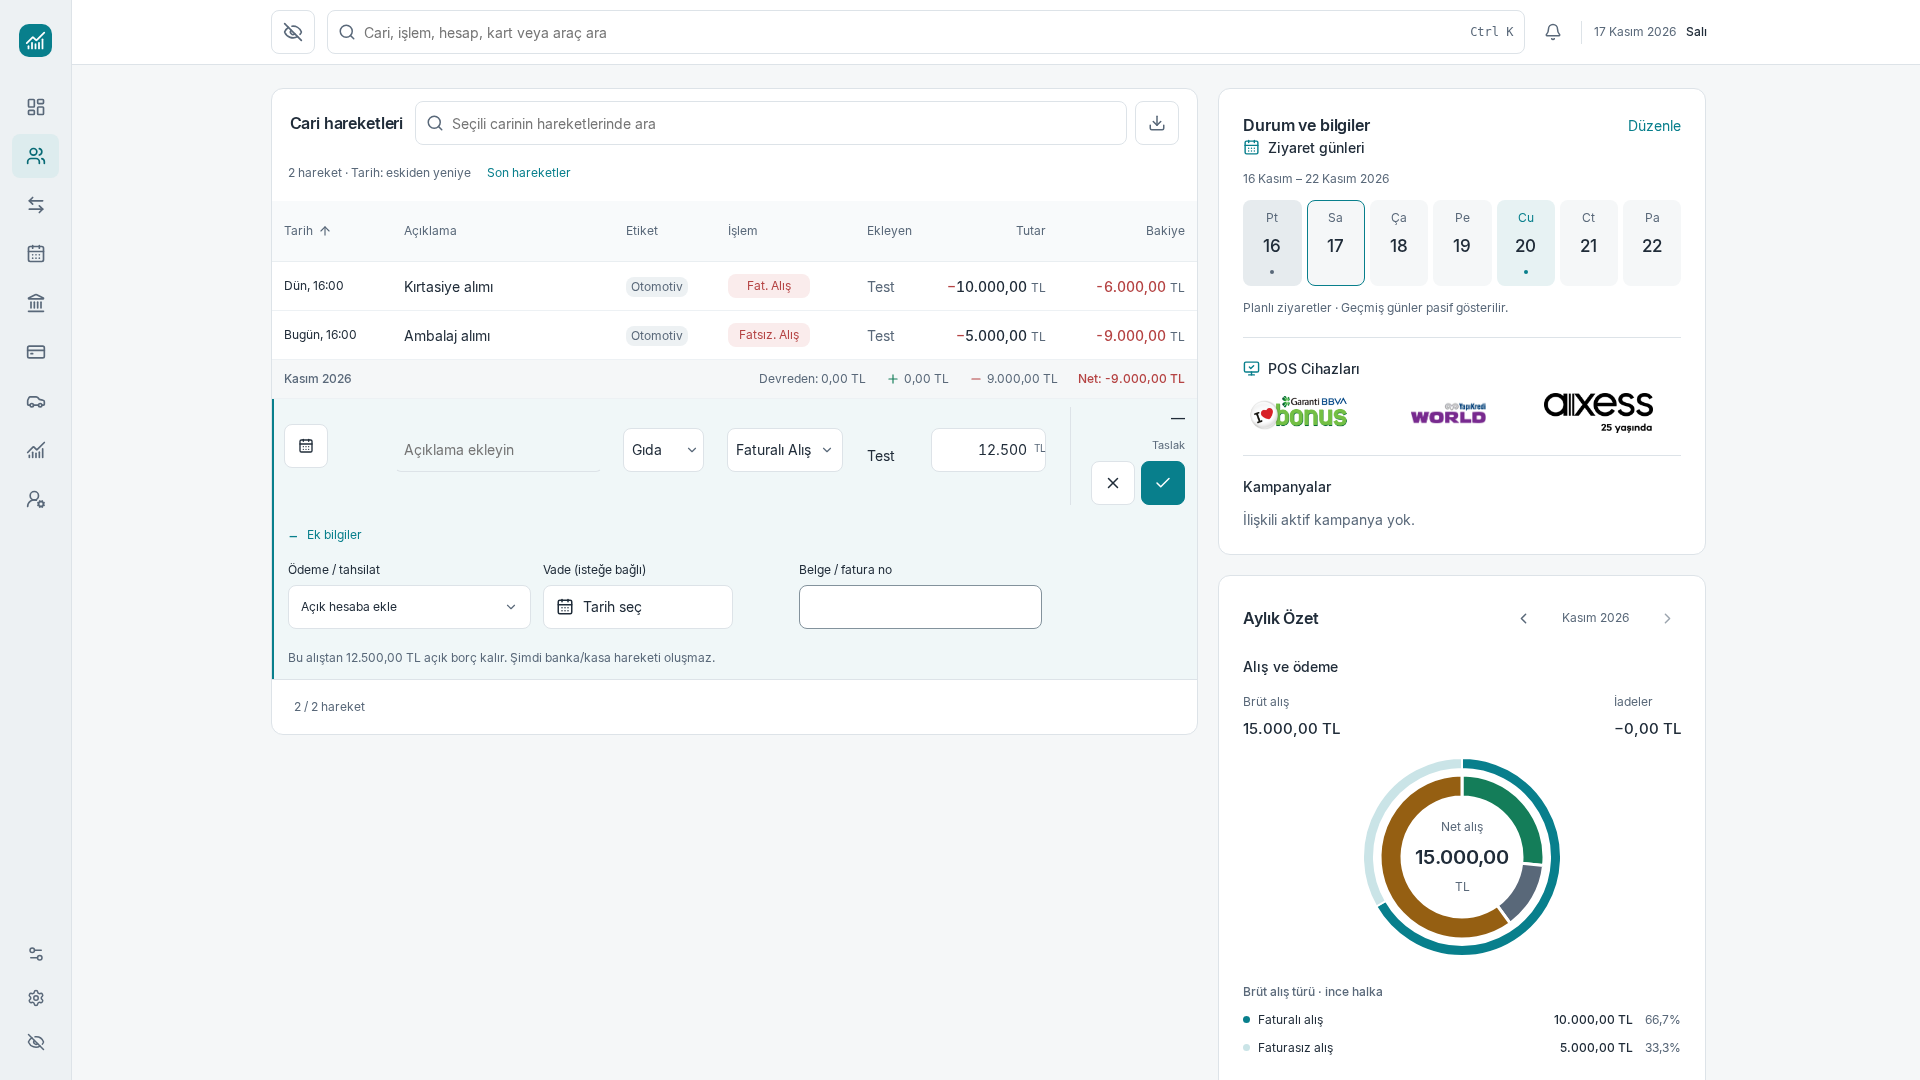 Cari, işlem, hesap, kart veya araç ara
Ctrl K
17 Kasım 2026 Salı
Cari hareketleri
Seçili carinin hareketlerinde ara
2 hareket · Tarih: eskiden yeniye Son hareketler
Tarih Açıklama Etiket İşlem Ekleyen Tutar Bakiye
Dün, 16:00 Kırtasiye alımı Otomotiv Fat. Alış Test −10.000,00 TL -6.000,00 TL
Bugün, 16:00 Ambalaj alımı Otomotiv Fatsız. Alış Test −5.000,00 TL -9.000,00 TL
Kasım 2026 Devreden: 0,00 TL + 0,00 TL − 9.000,00 TL Net: -9.000,00 TL
Açıklama ekleyin Gıda Faturalı Alış Test 12.500 TL
—
Taslak
− Ek bilgiler
Ödeme / tahsilat Vade (isteğe bağlı) Belge / fatura no
Açık hesaba ekle Tarih seç
Bu alıştan 12.500,00 TL açık borç kalır. Şimdi banka/kasa hareketi oluşmaz.
2 / 2 hareket
Durum ve bilgiler Düzenle
Ziyaret günleri
16 Kasım – 22 Kasım 2026
Pt Sa Ça Pe Cu Ct Pa
16 17 18 19 20 21 22
Planlı ziyaretler · Geçmiş günler pasif gösterilir.
POS Cihazları
I bonus Garanti BBVA
YapıKredi
WORLD
axess
25 yaşında
Kampanyalar
İlişkili aktif kampanya yok.
Aylık Özet Kasım 2026
Alış ve ödeme
Brüt alış İadeler
15.000,00 TL −0,00 TL
Net alış
15.000,00
TL
Brüt alış türü · ince halka
Faturalı alış 10.000,00 TL 66,7%
Faturasız alış 5.000,00 TL 33,3%